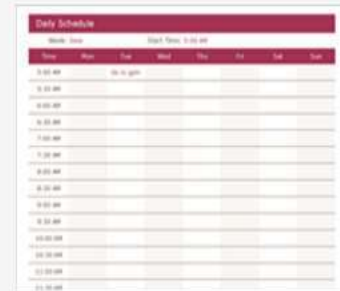 Daily Schedule
Start Time: 5:00 AM
Time Mon Tue Wed Thu Fri Sat Sun
5:00 AM Go to gym
5:30 AM
6:00 AM
6:30 AM
7:00 AM
7:30 AM
8:00 AM
8:30 AM
9:00 AM
9:30 AM
10:00 AM
10:30 AM
11:00 AM
11:30 AM